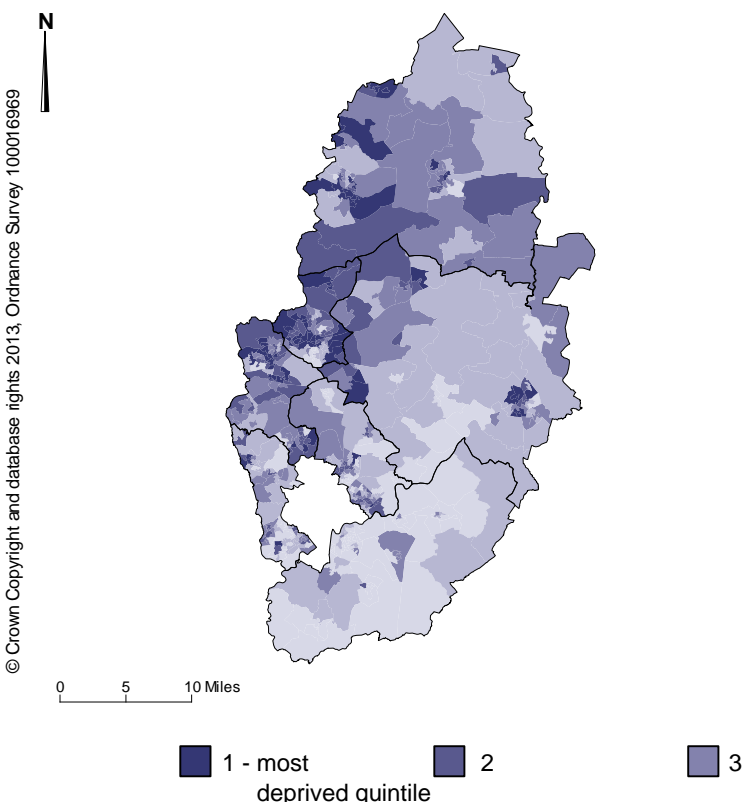 N
© Crown Copyright and database rights 2013, Ordnance Survey 100016969
0 5 10 Miles
1 - most
deprived quintile
2
3